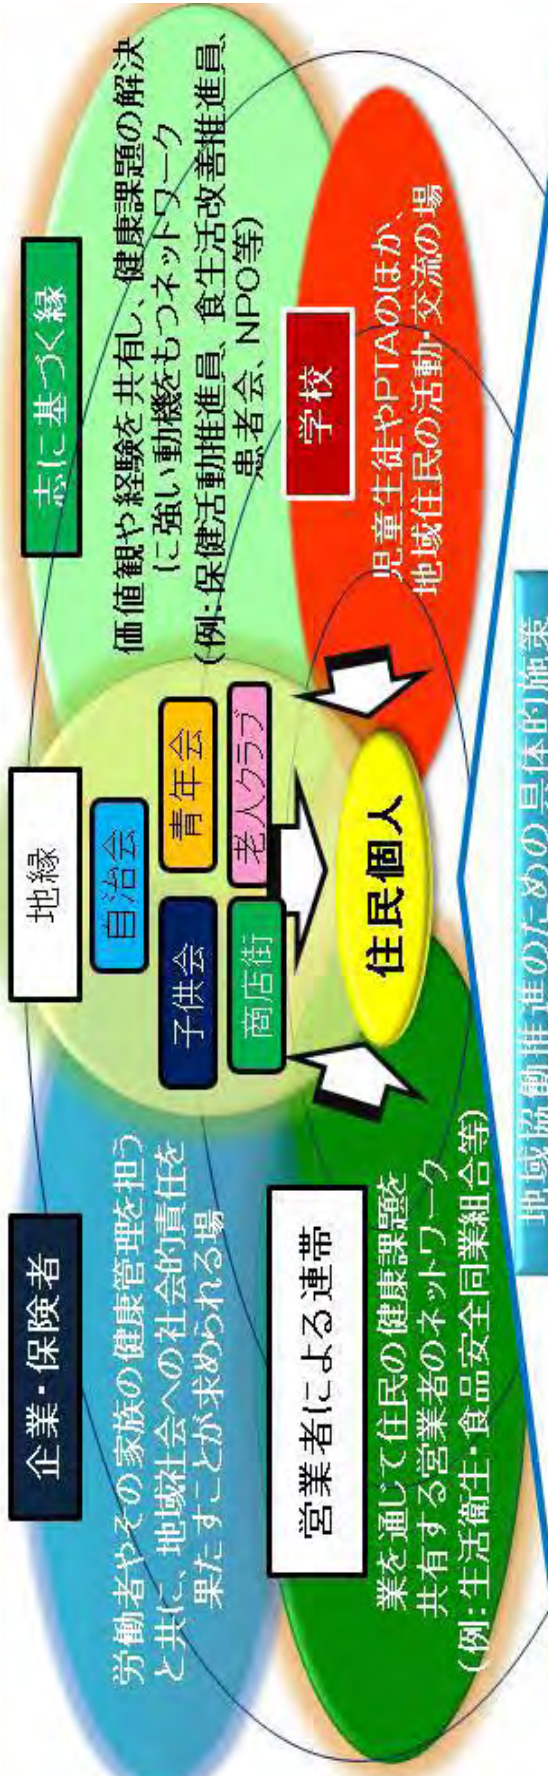 企業・保険者
労働者やその家族の健康管理を担う
と共に、地域社会への社会的責任を
果たすことが求められる場
地縁
自治会
子供会
青年会
商店街
老人クラブ
志に基づく縁
価値観や経験を共有し、健康課題の解決
に強い動機をもつネットワーク
(例:保健活動推進員、食生活改善推進員、
患者会、NPO等)
営業者による連帯
業を通じて住民の健康課題を
共有する営業者のネットワーク
(例:生活衛生・食品安全同業組合等)
住民個人
学校
児童生徒やPTAのほか、
地域住民の活動・交流の場
地域協働推進のための具体的施策